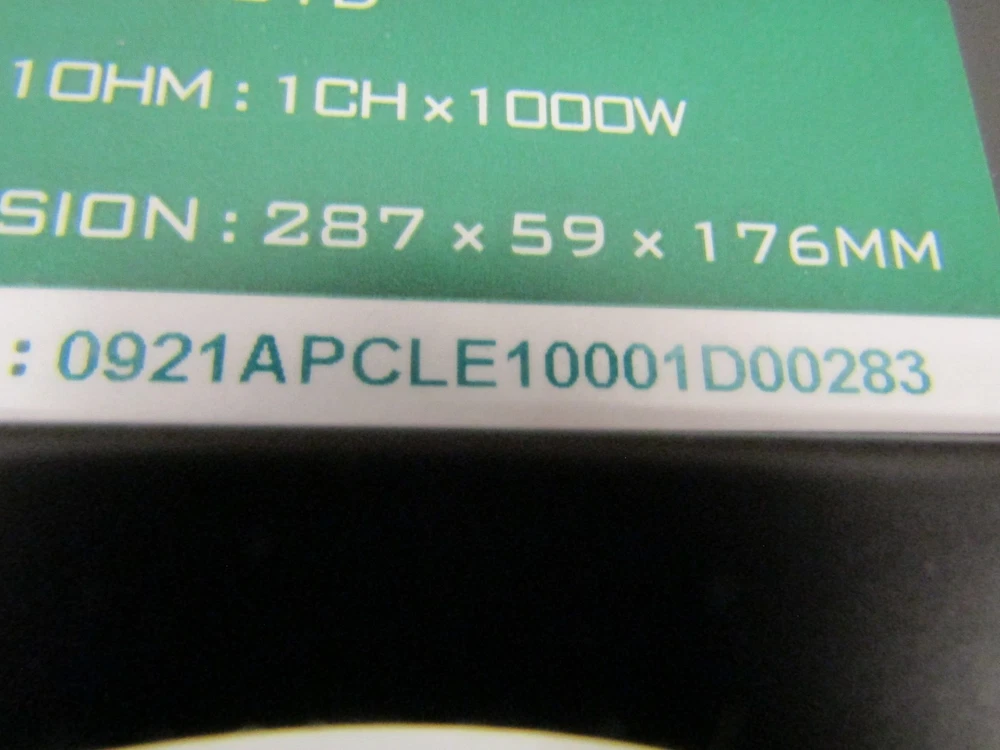 1OHM : 1CH x 1000W
SION : 287 x 59 x 176MM
: 0921APCLE10001D00283